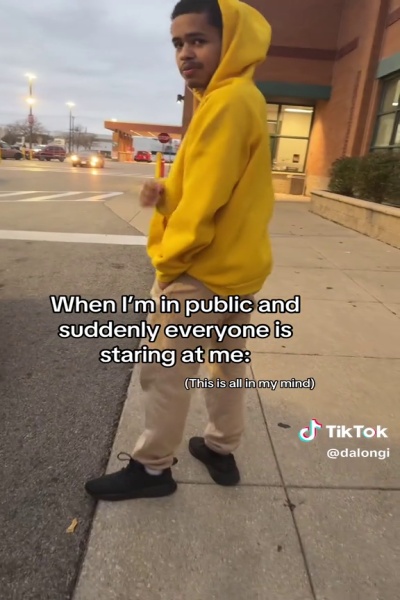 When I'm in public and
suddenly everyone is
staring at me:
(This is all in my mind)
TikTok
@dalongi